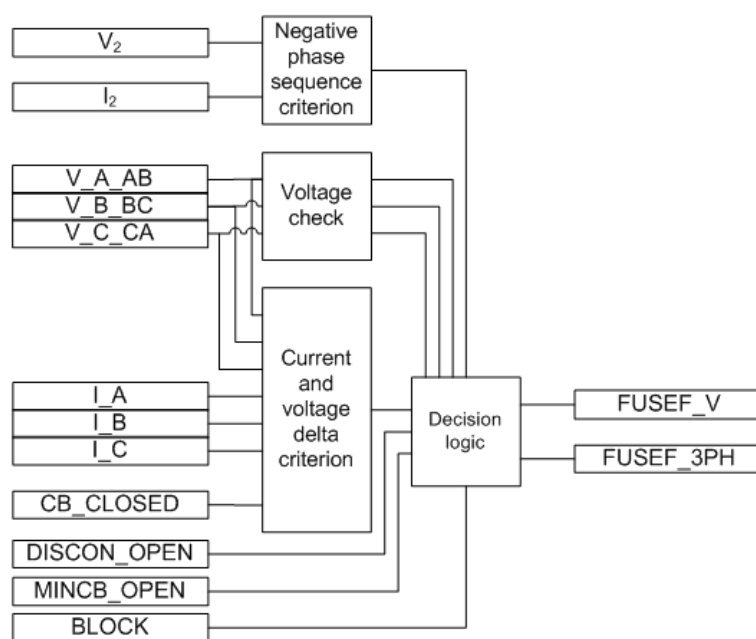 V₂
I₂
Negative
phase
sequence
criterion
V_A_AB
V_B_BC
V_C_CA
Voltage
check
I_A
I_B
I_C
CB_CLOSED
Current
and
voltage
delta
criterion
DISCON_OPEN
MINCB_OPEN
BLOCK
Decision
logic
FUSEF_V
FUSEF_3PH